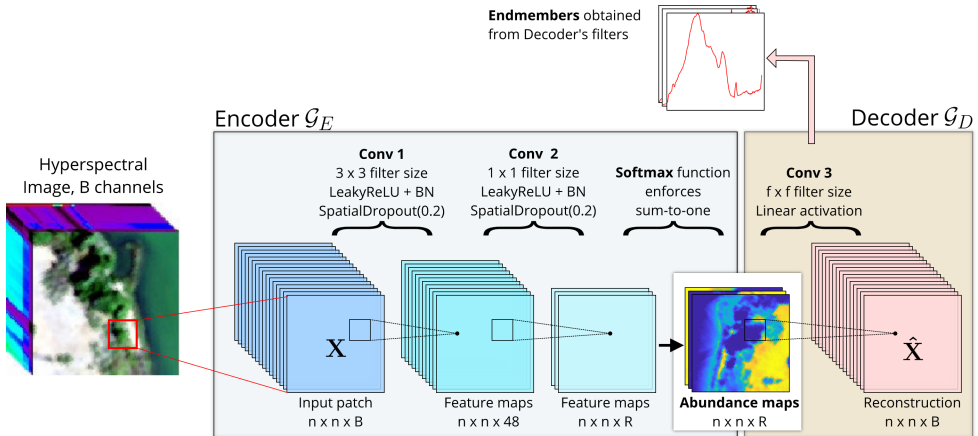 Endmembers obtained
from Decoder's filters
Encoder 𝒢_E
Decoder 𝒢_D
Hyperspectral
Image, B channels
Conv 1
3 x 3 filter size
LeakyReLU + BN
SpatialDropout(0.2)
Conv 2
1 x 1 filter size
LeakyReLU + BN
SpatialDropout(0.2)
Softmax function
enforces
sum-to-one
Conv 3
f x f filter size
Linear activation
X
X̂
Input patch
n x n x B
Feature maps
n x n x 48
Feature maps
n x n x R
Abundance maps
n x n x R
Reconstruction
n x n x B